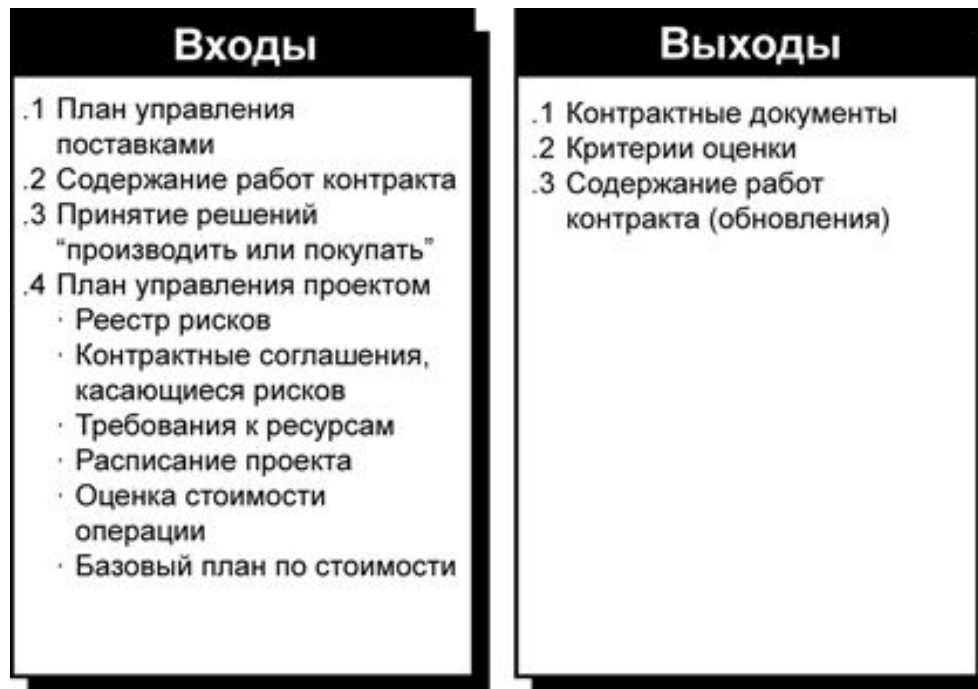 Входы
.1 План управления
поставками
.2 Содержание работ контракта
.3 Принятие решений
“производить или покупать”
.4 План управления проектом
· Реестр рисков
· Контрактные соглашения,
касающиеся рисков
· Требования к ресурсам
· Расписание проекта
· Оценка стоимости
операции
· Базовый план по стоимости
Выходы
.1 Контрактные документы
.2 Критерии оценки
.3 Содержание работ
контракта (обновления)